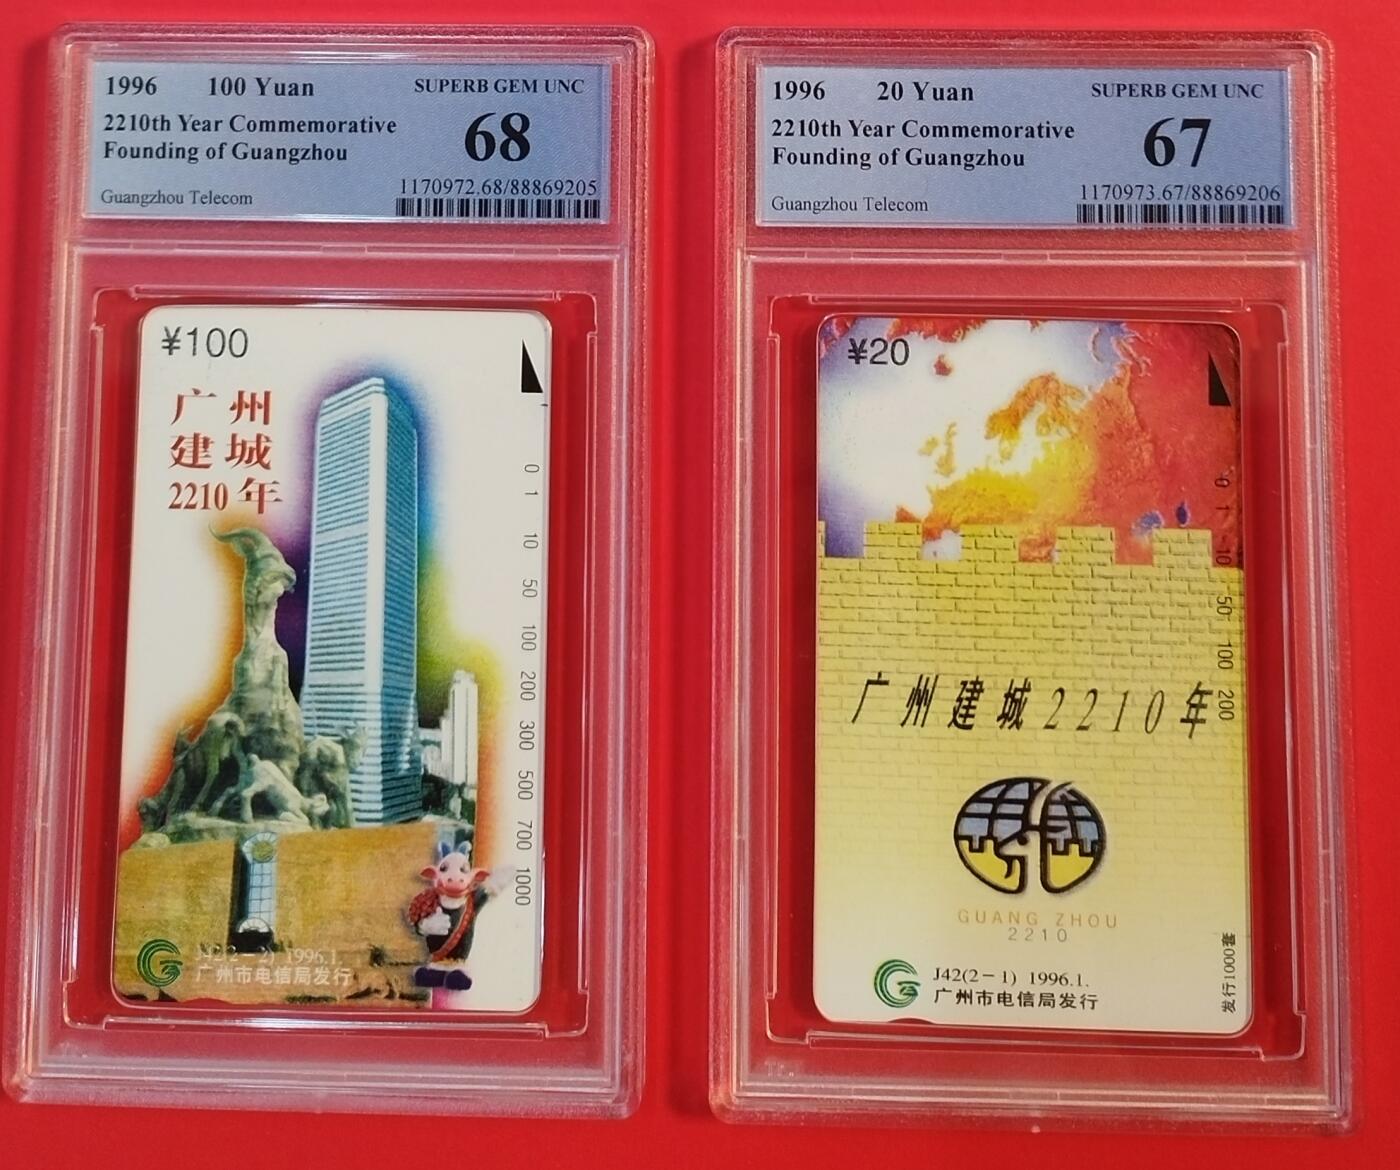 1996 100 Yuan SUPERB GEM UNC
2210th Year Commemorative
Founding of Guangzhou
68
Guangzhou Telecom
1170972.68/88869205
¥100
广州
建城
2210年
0 1 10 50 100 200 300 500 700 1000
J42(2-2) 1996.1.
广州市电信局发行
1996 20 Yuan SUPERB GEM UNC
2210th Year Commemorative
Founding of Guangzhou
67
Guangzhou Telecom
1170973.67/88869206
¥20
0 1 10 50 100 200
广州建城2210年
GUANG ZHOU
2210
J42(2-1) 1996.1.
广州市电信局发行
发行1000套